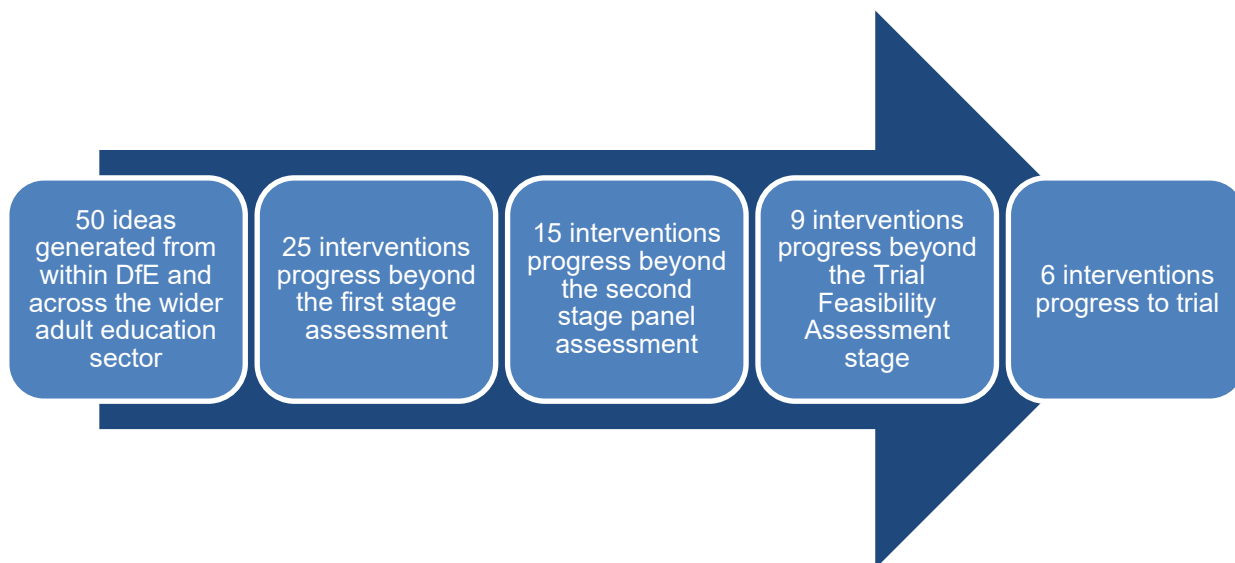 50 ideas
generated from
within DfE and
across the wider
adult education
sector
25 interventions
progress beyond
the first stage
assessment
15 interventions
progress beyond
the second
stage panel
assessment
9 interventions
progress beyond
the Trial
Feasibility
Assessment
stage
6 interventions
progress to trial